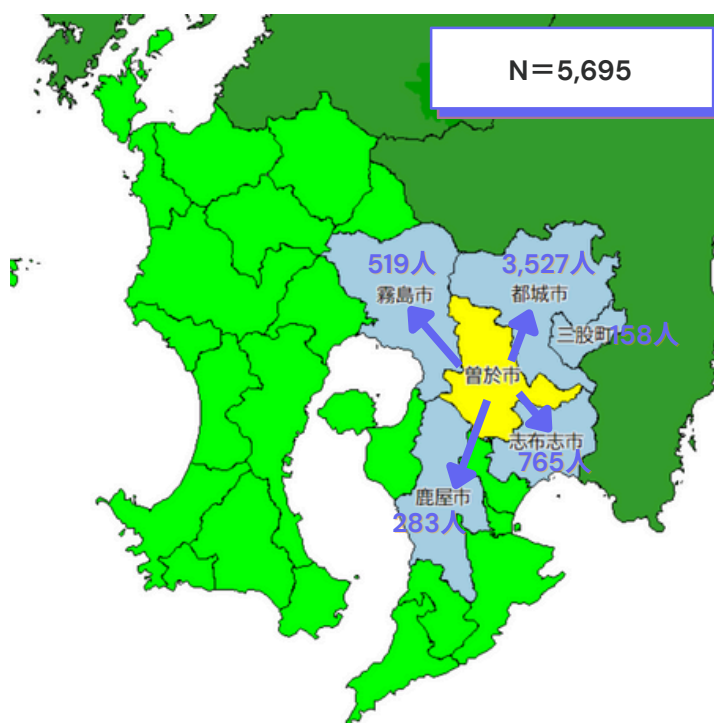 N＝5,695
519人
霧島市
3,527人
都城市
三股町
158人
曽於市
志布志市
765人
鹿屋市
283人